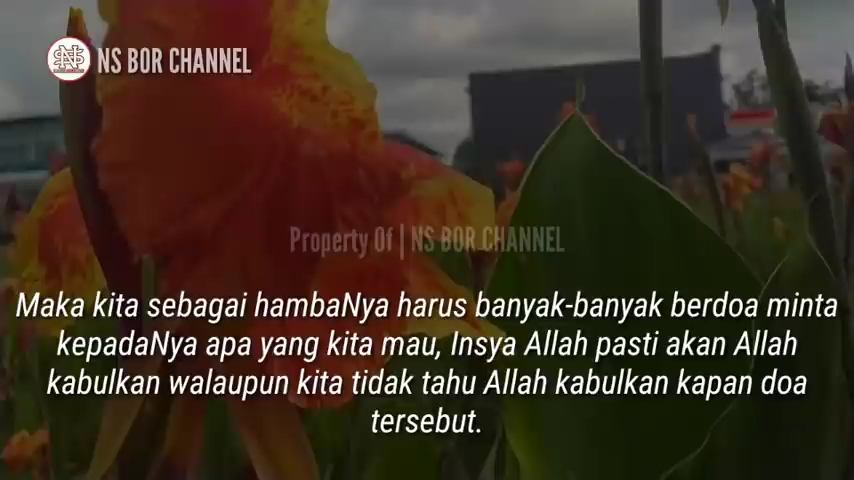 NS BOR CHANNEL
Property Of | NS BOR CHANNEL
Maka kita sebagai hambaNya harus banyak-banyak berdoa minta
kepadaNya apa yang kita mau, Insya Allah pasti akan Allah
kabulkan walaupun kita tidak tahu Allah kabulkan kapan doa
tersebut.